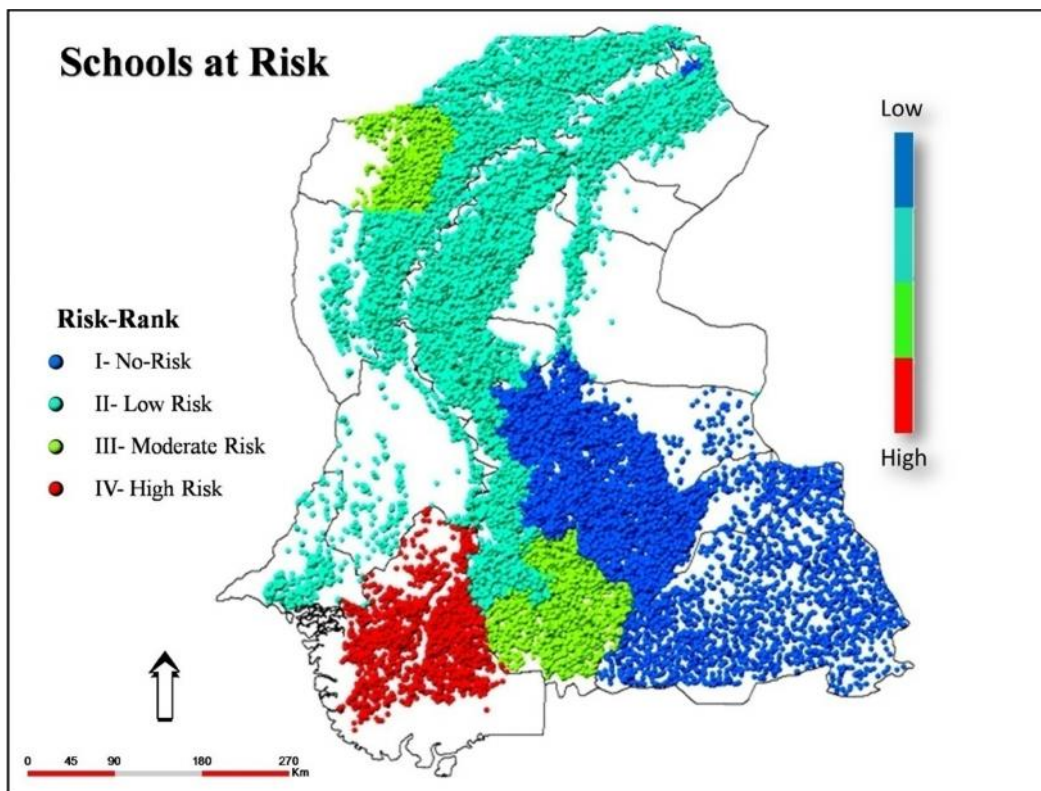 Schools at Risk
Low
High
Risk-Rank
I- No-Risk
II- Low Risk
III- Moderate Risk
IV- High Risk
0 45 90 180 270
Km